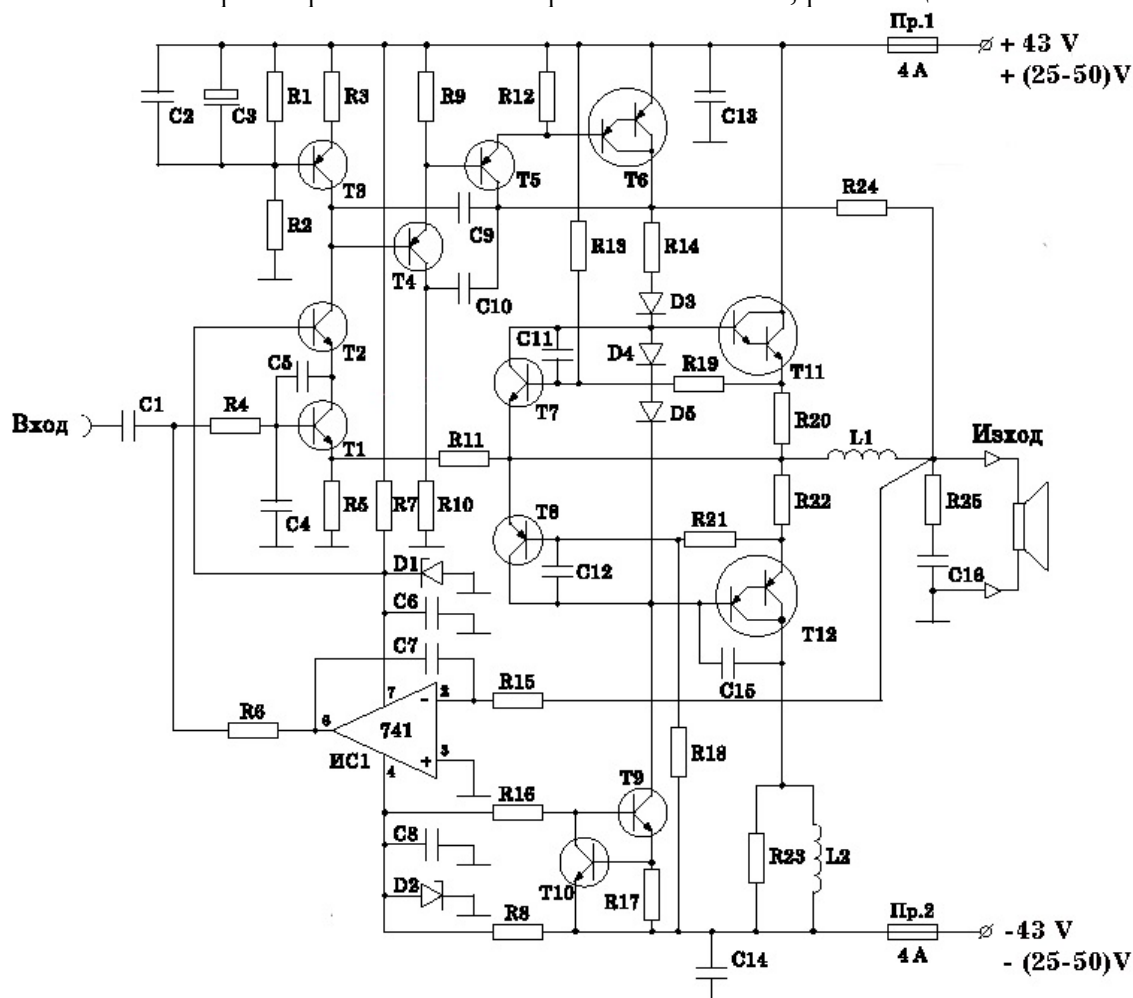 Пр.1
+ 43 V
4 A
+ (25-50)V
C2
C3
R1
R3
R9
R12
C13
T3
T5
T6
R24
R2
C9
R13
R14
T4
C10
D3
T2
C11
D4
T11
C5
R19
T7
D5
R20
Вход
C1
R4
T1
R11
L1
Изход
C4
R5
R7
R10
T8
R21
R22
R25
C16
D1
C12
C6
T12
C7
C15
7
2
R15
R6
6
741
-
+
3
ИС1
4
R18
R16
T9
C8
T10
R17
R23
L2
D2
R8
Пр.2
-43 V
4 A
- (25-50)V
C14